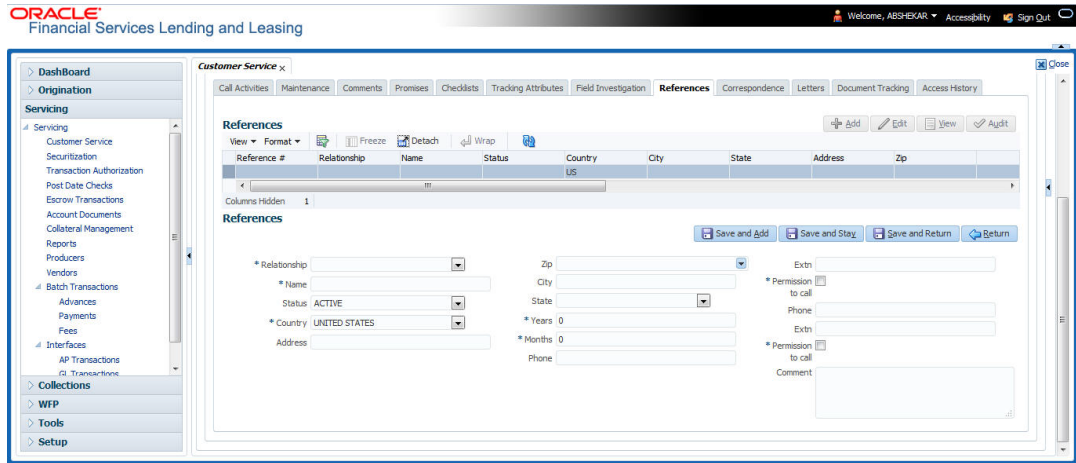 ORACLE
Financial Services Lending and Leasing
Welcome, ABSHEKAR Accessibility Sign Out
Close
DashBoard
Origination
Servicing
Servicing
Customer Service
Securitization
Transaction Authorization
Post Date Checks
Escrow Transactions
Account Documents
Collateral Management
Reports
Producers
Vendors
Batch Transactions
Advances
Payments
Fees
Interfaces
AP Transactions
GL Transactions
Collections
WFP
Tools
Setup
Customer Service x
Call Activities Maintenance Comments Promises Checklists Tracking Attributes Field Investigation References Correspondence Letters Document Tracking Access History
References
Add Edit View Audit
View Format Freeze Detach Wrap
Reference # Relationship Name Status Country City State Address Zip
US
Columns Hidden 1
References
Save and Add Save and Stay Save and Return Return
* Relationship
* Name
Status ACTIVE
* Country UNITED STATES
Address
Zip
City
State
* Years 0
* Months 0
Phone
Extn
* Permission to call
Phone
Extn
* Permission to call
Comment